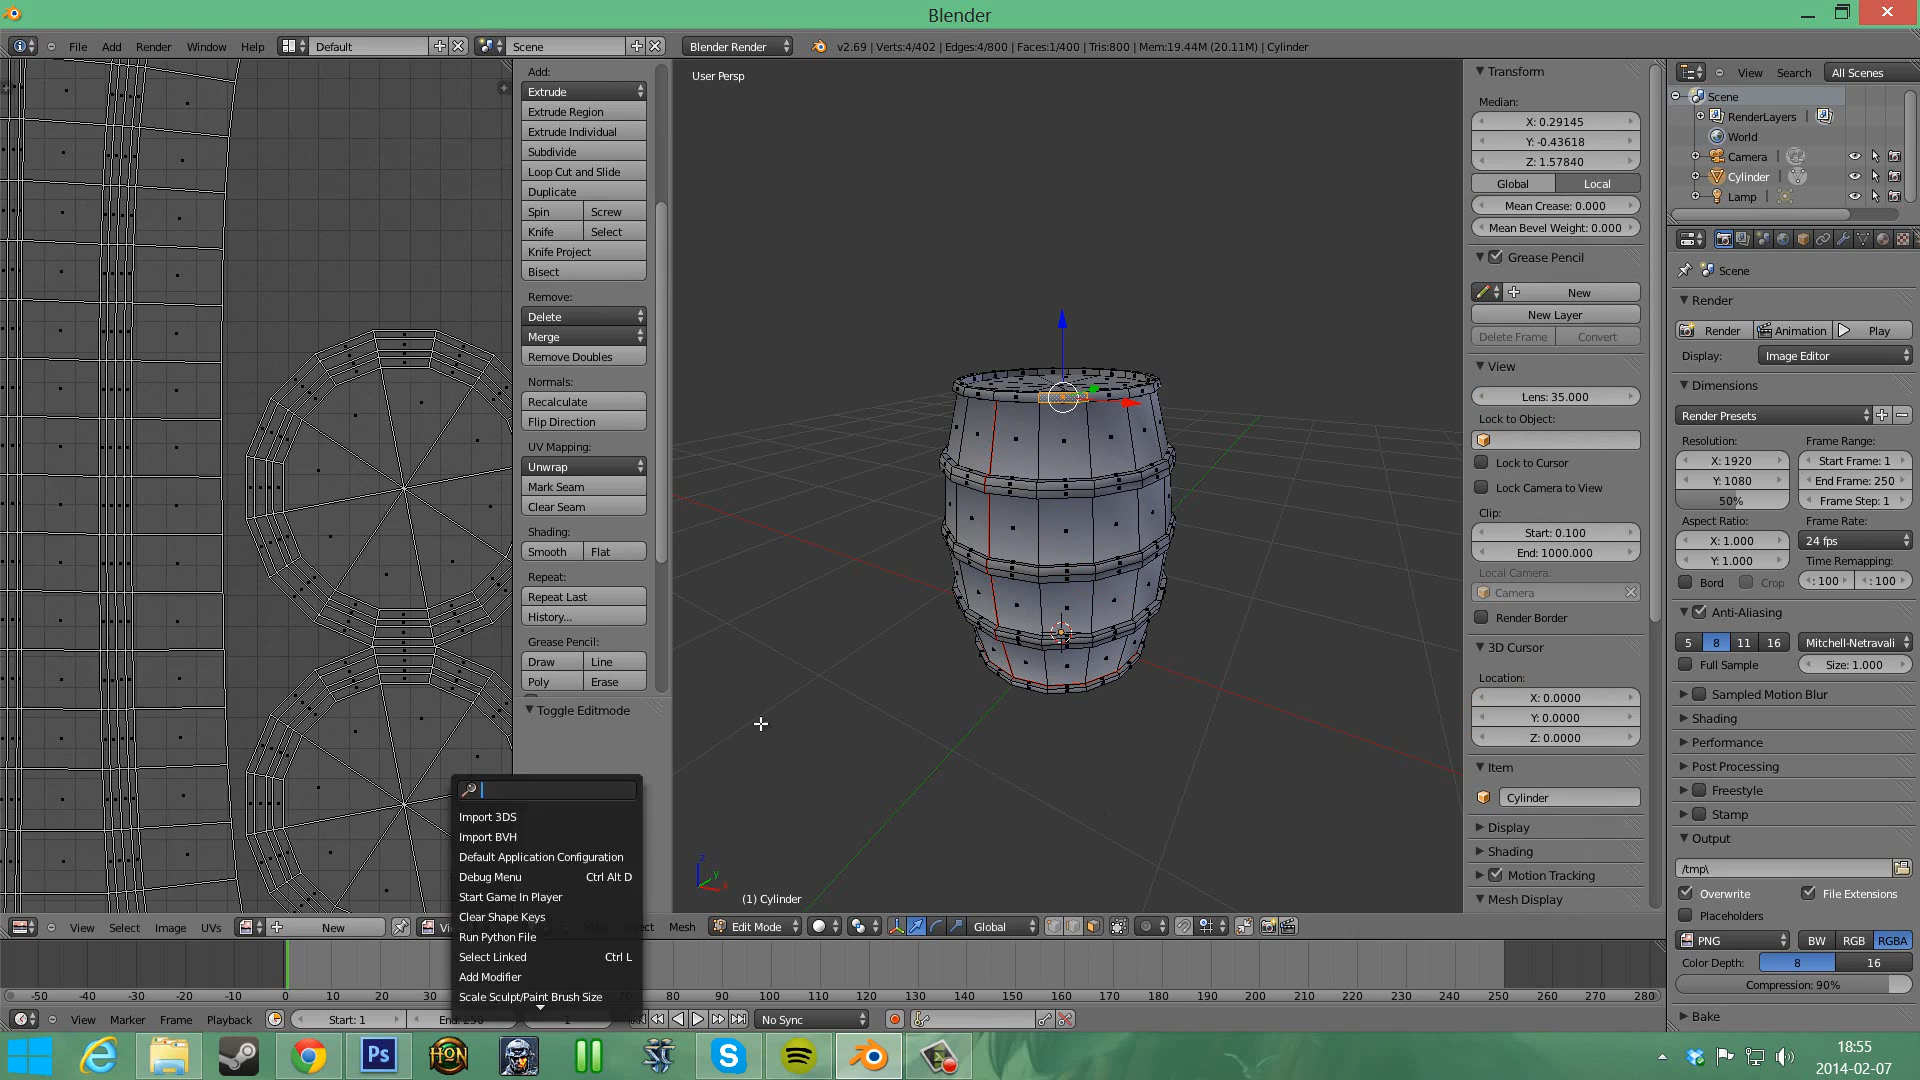 Blender
File Add Render Window Help Default Scene Blender Render v2.69 | Verts:4/402 | Edges:4/800 | Faces:1/400 | Tris:800 | Mem:19.44M (20.11M) | Cylinder
Add:
Extrude
Extrude Region
Extrude Individual
Subdivide
Loop Cut and Slide
Duplicate
Spin Screw
Knife Select
Knife Project
Bisect
Remove:
Delete
Merge
Remove Doubles
Normals:
Recalculate
Flip Direction
UV Mapping:
Unwrap
Mark Seam
Clear Seam
Shading:
Smooth Flat
Repeat:
Repeat Last
History...
Grease Pencil:
Draw Line
Poly Erase
Toggle Editmode
User Persp
(1) Cylinder
Transform
Median:
X: 0.29145
Y: -0.43618
Z: 1.57840
Global Local
Mean Crease: 0.000
Mean Bevel Weight: 0.000
Grease Pencil
New
New Layer
Delete Frame Convert
View
Lens: 35.000
Lock to Object:
Lock to Cursor
Lock Camera to View
Clip:
Start: 0.100
End: 1000.000
Local Camera:
Camera
Render Border
3D Cursor
Location:
X: 0.0000
Y: 0.0000
Z: 0.0000
Item
Cylinder
Display
Shading
Motion Tracking
Mesh Display
View Search All Scenes
Scene
RenderLayers |
World
Camera |
Cylinder |
Lamp |
Scene
Render
Render Animation Play
Display: Image Editor
Dimensions
Render Presets
Resolution: Frame Range:
X: 1920 Start Frame: 1
Y: 1080 End Frame: 250
50% Frame Step: 1
Aspect Ratio: Frame Rate:
X: 1.000 24 fps
Y: 1.000 Time Remapping:
Bord Crop : 100 : 100
Anti-Aliasing
5 8 11 16 Mitchell-Netravali
Full Sample Size: 1.000
Sampled Motion Blur
Shading
Performance
Post Processing
Freestyle
Stamp
Output
/tmp\
Overwrite File Extensions
Placeholders
PNG BW RGB RGBA
Color Depth: 8 16
Compression: 90%
Bake
Import 3DS
Import BVH
Default Application Configuration
Debug Menu Ctrl Alt D
Start Game In Player
Clear Shape Keys
Run Python File
Select Linked Ctrl L
Add Modifier
Scale Sculpt/Paint Brush Size
View Select Image UVs New Mesh Edit Mode Global
-50 -40 -30 -20 -10 0 10 20 30 80 90 100 110 120 130 140 150 160 170 180 190 200 210 220 230 240 250 260 270 280
View Marker Frame Playback Start: 1 End: 250 1 No Sync
Ps HON S
18:55
2014-02-07